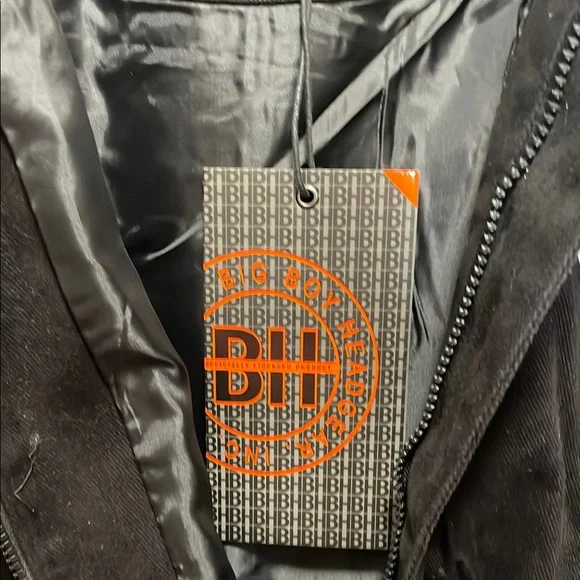 BIG BOY HEADGEAR INC.
BH
OFFICIALLY LICENSED PRODUCT